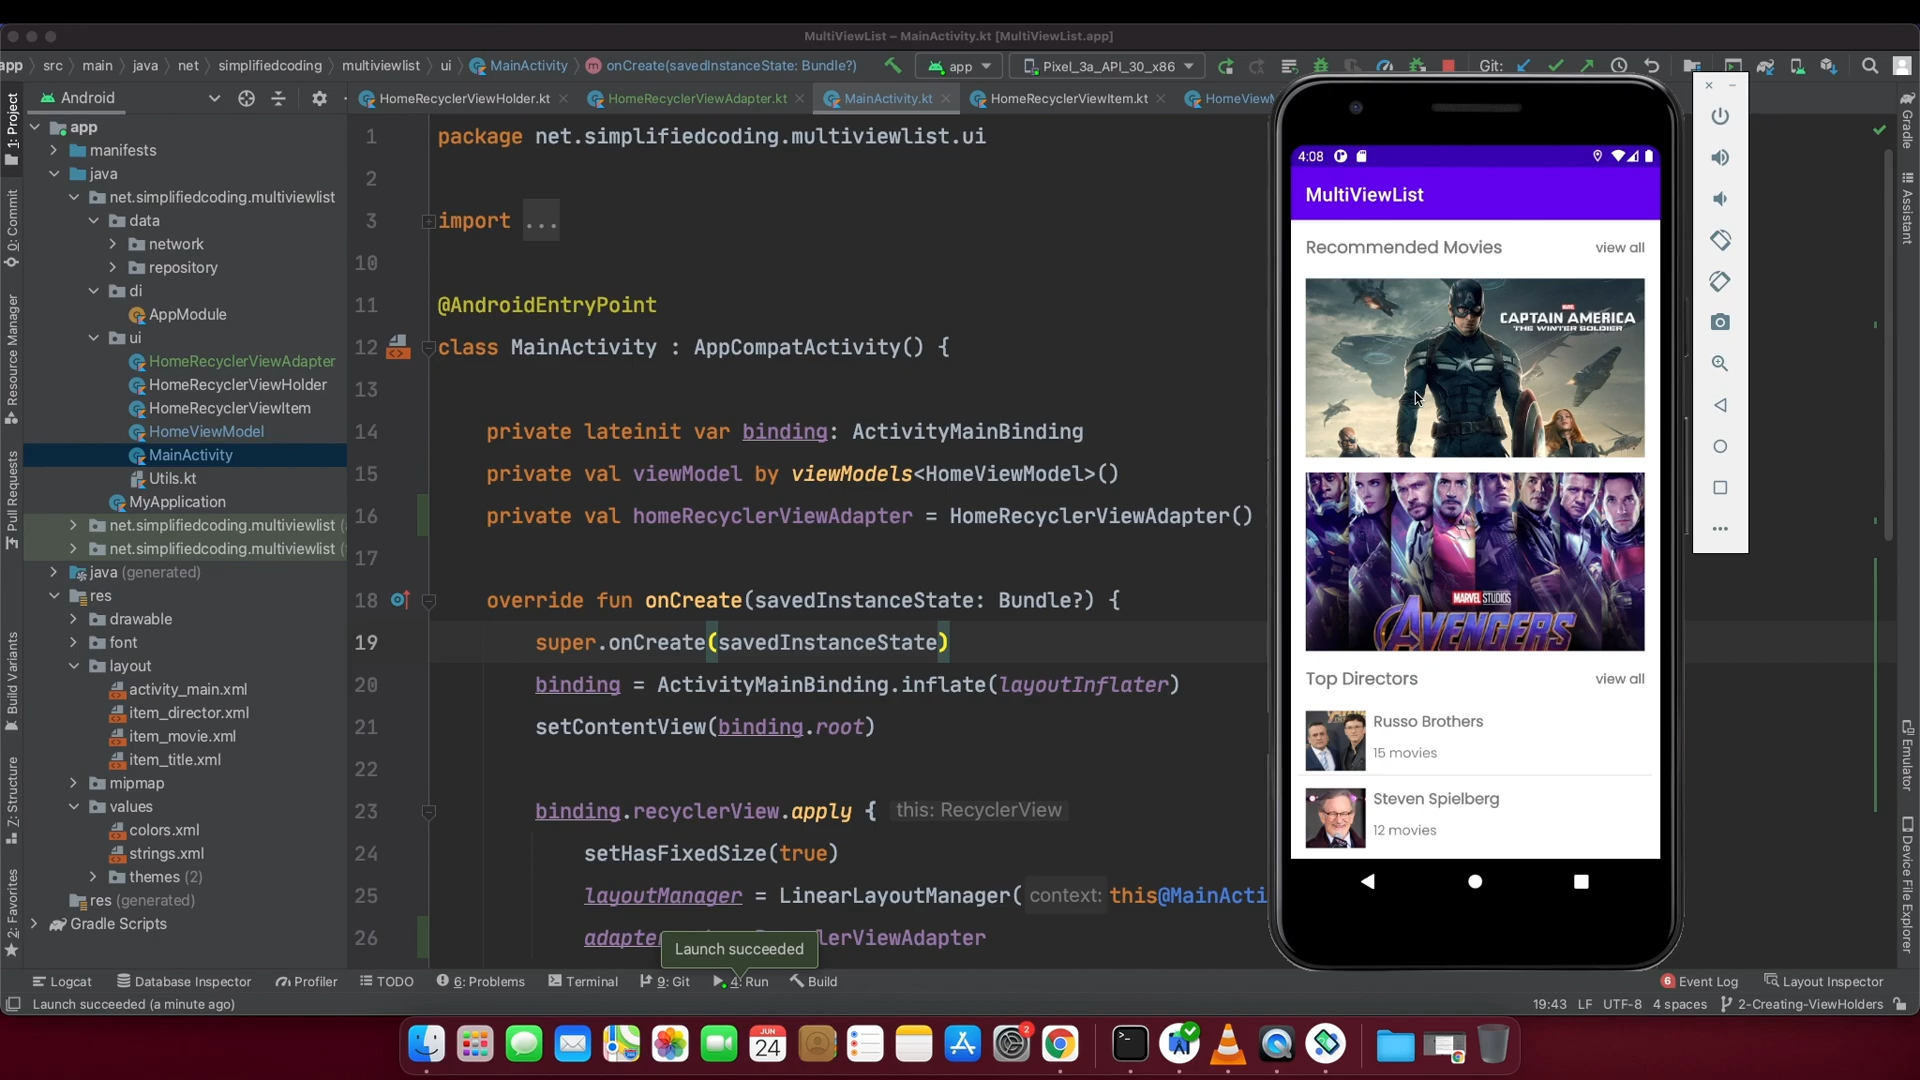 MultiViewList – MainActivity.kt [MultiViewList.app]
app src main java net simplifiedcoding multiviewlist ui MainActivity onCreate(savedInstanceState: Bundle?) app Pixel_3a_API_30_x86 Git:
Android HomeRecyclerViewHolder.kt HomeRecyclerViewAdapter.kt MainActivity.kt HomeRecyclerViewItem.kt HomeViewM
1: Project
0: Commit
Resource Manager
Pull Requests
Build Variants
Z: Structure
2: Favorites
app
manifests
java
net.simplifiedcoding.multiviewlist
data
network
repository
di
AppModule
ui
HomeRecyclerViewAdapter
HomeRecyclerViewHolder
HomeRecyclerViewItem
HomeViewModel
MainActivity
Utils.kt
MyApplication
net.simplifiedcoding.multiviewlist (
net.simplifiedcoding.multiviewlist (
java (generated)
res
drawable
font
layout
activity_main.xml
item_director.xml
item_movie.xml
item_title.xml
mipmap
values
colors.xml
strings.xml
themes (2)
res (generated)
Gradle Scripts
1 package net.simplifiedcoding.multiviewlist.ui
2
3 import ...
10
11 @AndroidEntryPoint
12 class MainActivity : AppCompatActivity() {
13
14 private lateinit var binding: ActivityMainBinding
15 private val viewModel by viewModels<HomeViewModel>()
16 private val homeRecyclerViewAdapter = HomeRecyclerViewAdapter()
17
18 override fun onCreate(savedInstanceState: Bundle?) {
19 super.onCreate(savedInstanceState)
20 binding = ActivityMainBinding.inflate(layoutInflater)
21 setContentView(binding.root)
22
23 binding.recyclerView.apply { this: RecyclerView
24 setHasFixedSize(true)
25 layoutManager = LinearLayoutManager( context: this@MainActi
26 adapter lerViewAdapter
Launch succeeded
4:08
MultiViewList
Recommended Movies view all
MARVEL
CAPTAIN AMERICA
THE WINTER SOLDIER
MARVEL STUDIOS
AVENGERS
Top Directors view all
Russo Brothers
15 movies
Steven Spielberg
12 movies
Gradle
Assistant
Emulator
Device File Explorer
Logcat Database Inspector Profiler TODO 6: Problems Terminal 9: Git 4: Run Build 6 Event Log Layout Inspector
Launch succeeded (a minute ago) 19:43 LF UTF-8 4 spaces 2-Creating-ViewHolders
JUN
24
2